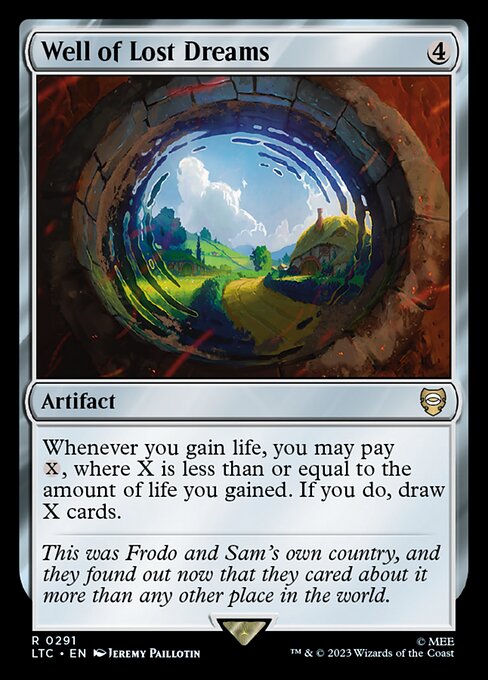 Well of Lost Dreams 4
Artifact
Whenever you gain life, you may pay
X, where X is less than or equal to the
amount of life you gained. If you do, draw
X cards.
This was Frodo and Sam's own country, and
they found out now that they cared about it
more than any other place in the world.
R 0291
LTC • EN JEREMY PAILLOTIN
© MEE
™ & © 2023 Wizards of the Coast